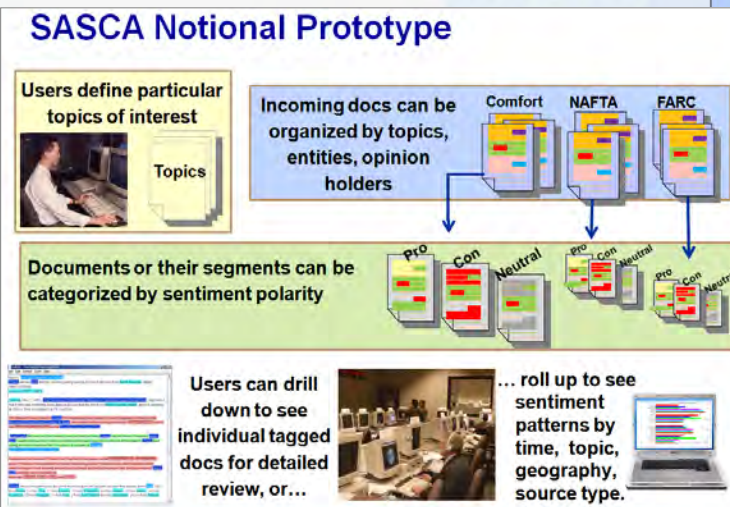 SASCA Notional Prototype
Users define particular
topics of interest
Topics
Incoming docs can be
organized by topics,
entities, opinion
holders
Comfort
NAFTA
FARC
Documents or their segments can be
categorized by sentiment polarity
Pro
Con
Neutral
Pro
Con
Neutral
Pro
Con
Neutral
Users can drill
down to see
individual tagged
docs for detailed
review, or…
… roll up to see
sentiment
patterns by
time, topic,
geography,
source type.